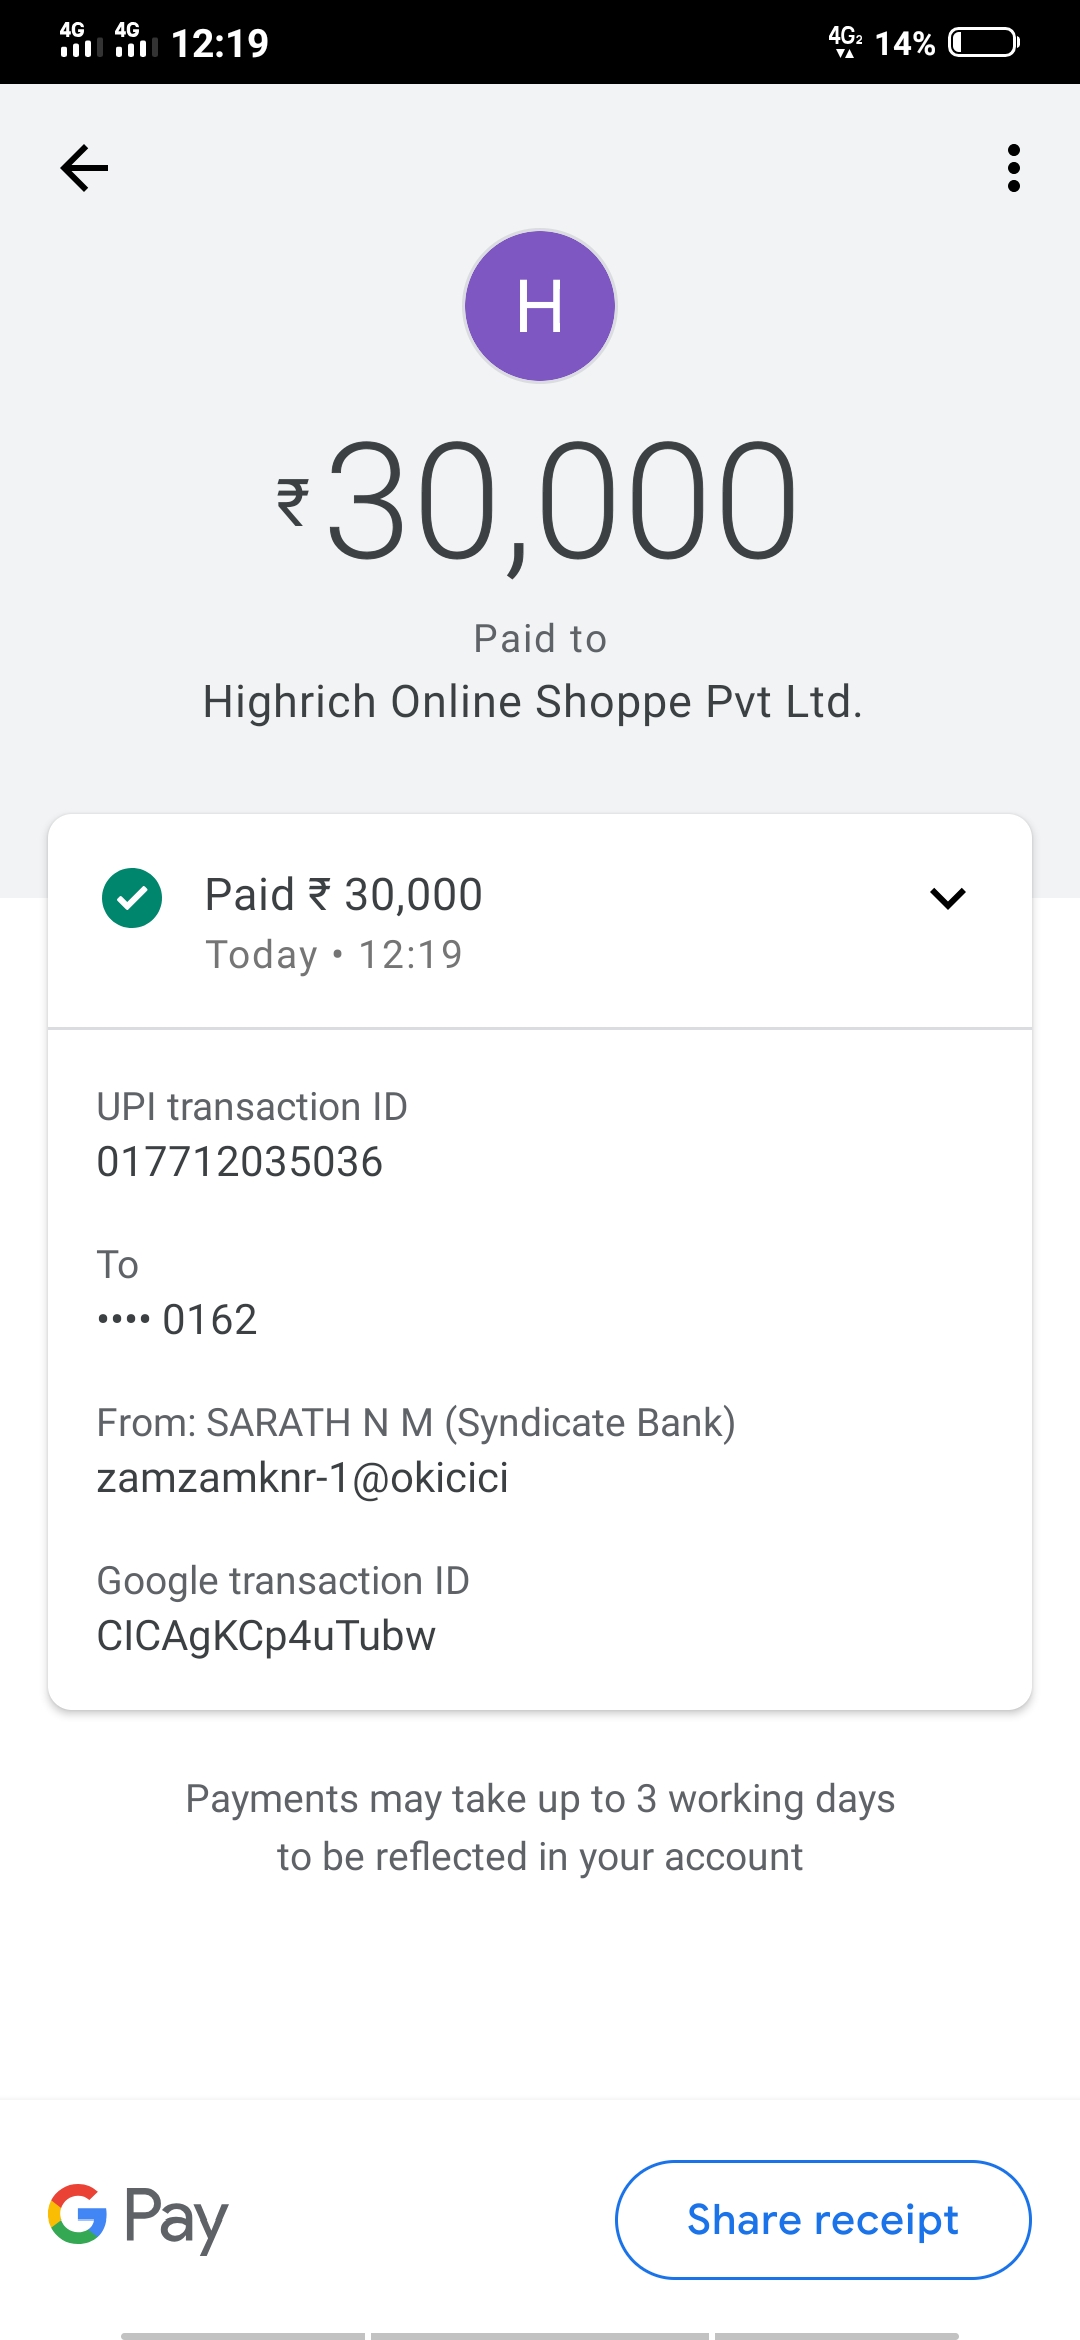 4G 4G 12:19 4G2 14%
H
₹30,000
Paid to
Highrich Online Shoppe Pvt Ltd.
Paid ₹ 30,000
Today • 12:19
UPI transaction ID
017712035036
To
•••• 0162
From: SARATH N M (Syndicate Bank)
zamzamknr-1@okicici
Google transaction ID
CICAgKCp4uTubw
Payments may take up to 3 working days
to be reflected in your account
G Pay Share receipt